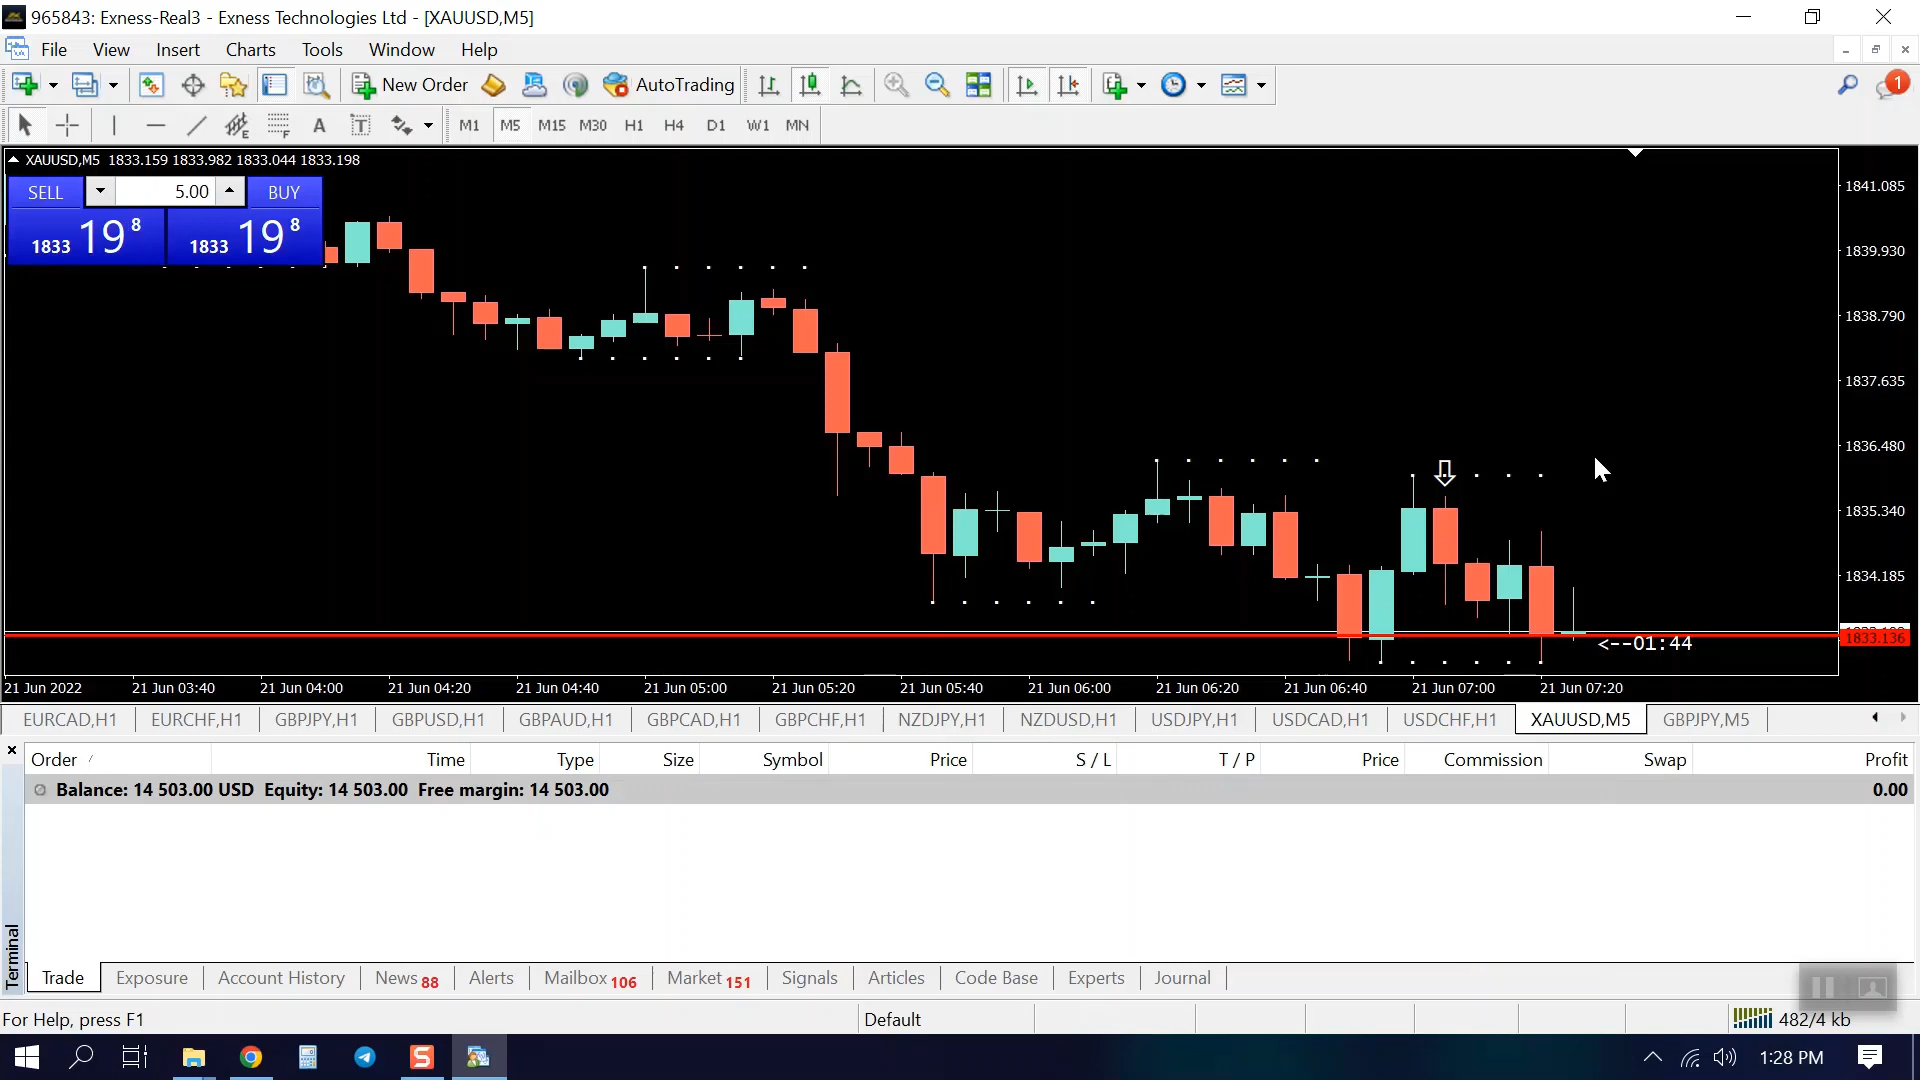 965843: Exness-Real3 - Exness Technologies Ltd - [XAUUSD,M5]
File View Insert Charts Tools Window Help
New Order AutoTrading 1
E F A T M1 M5 M15 M30 H1 H4 D1 W1 MN
XAUUSD,M5 1833.159 1833.982 1833.044 1833.198
SELL 5.00 BUY
1833 19 8 1833 19 8
1841.085
1839.930
1838.790
1837.635
1836.480
1835.340
1834.185
1833.136
<--01:44
21 Jun 2022 21 Jun 03:40 21 Jun 04:00 21 Jun 04:20 21 Jun 04:40 21 Jun 05:00 21 Jun 05:20 21 Jun 05:40 21 Jun 06:00 21 Jun 06:20 21 Jun 06:40 21 Jun 07:00 21 Jun 07:20
EURCAD,H1 EURCHF,H1 GBPJPY,H1 GBPUSD,H1 GBPAUD,H1 GBPCAD,H1 GBPCHF,H1 NZDJPY,H1 NZDUSD,H1 USDJPY,H1 USDCAD,H1 USDCHF,H1 XAUUSD,M5 GBPJPY,M5
Order / Time Type Size Symbol Price S / L T / P Price Commission Swap Profit
Balance: 14 503.00 USD Equity: 14 503.00 Free margin: 14 503.00 0.00
Terminal
Trade Exposure Account History News 88 Alerts Mailbox 106 Market 151 Signals Articles Code Base Experts Journal
For Help, press F1 Default 482/4 kb
S 1:28 PM